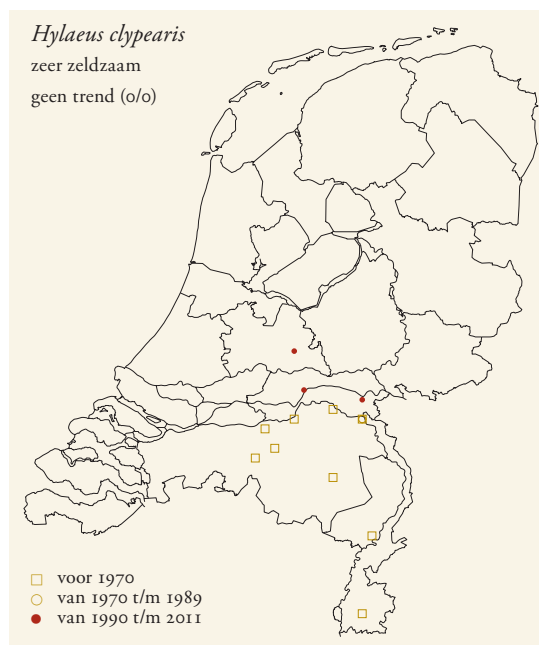 Hylaeus clypearis
zeer zeldzaam
geen trend (0/0)
voor 1970
van 1970 t/m 1989
van 1990 t/m 2011